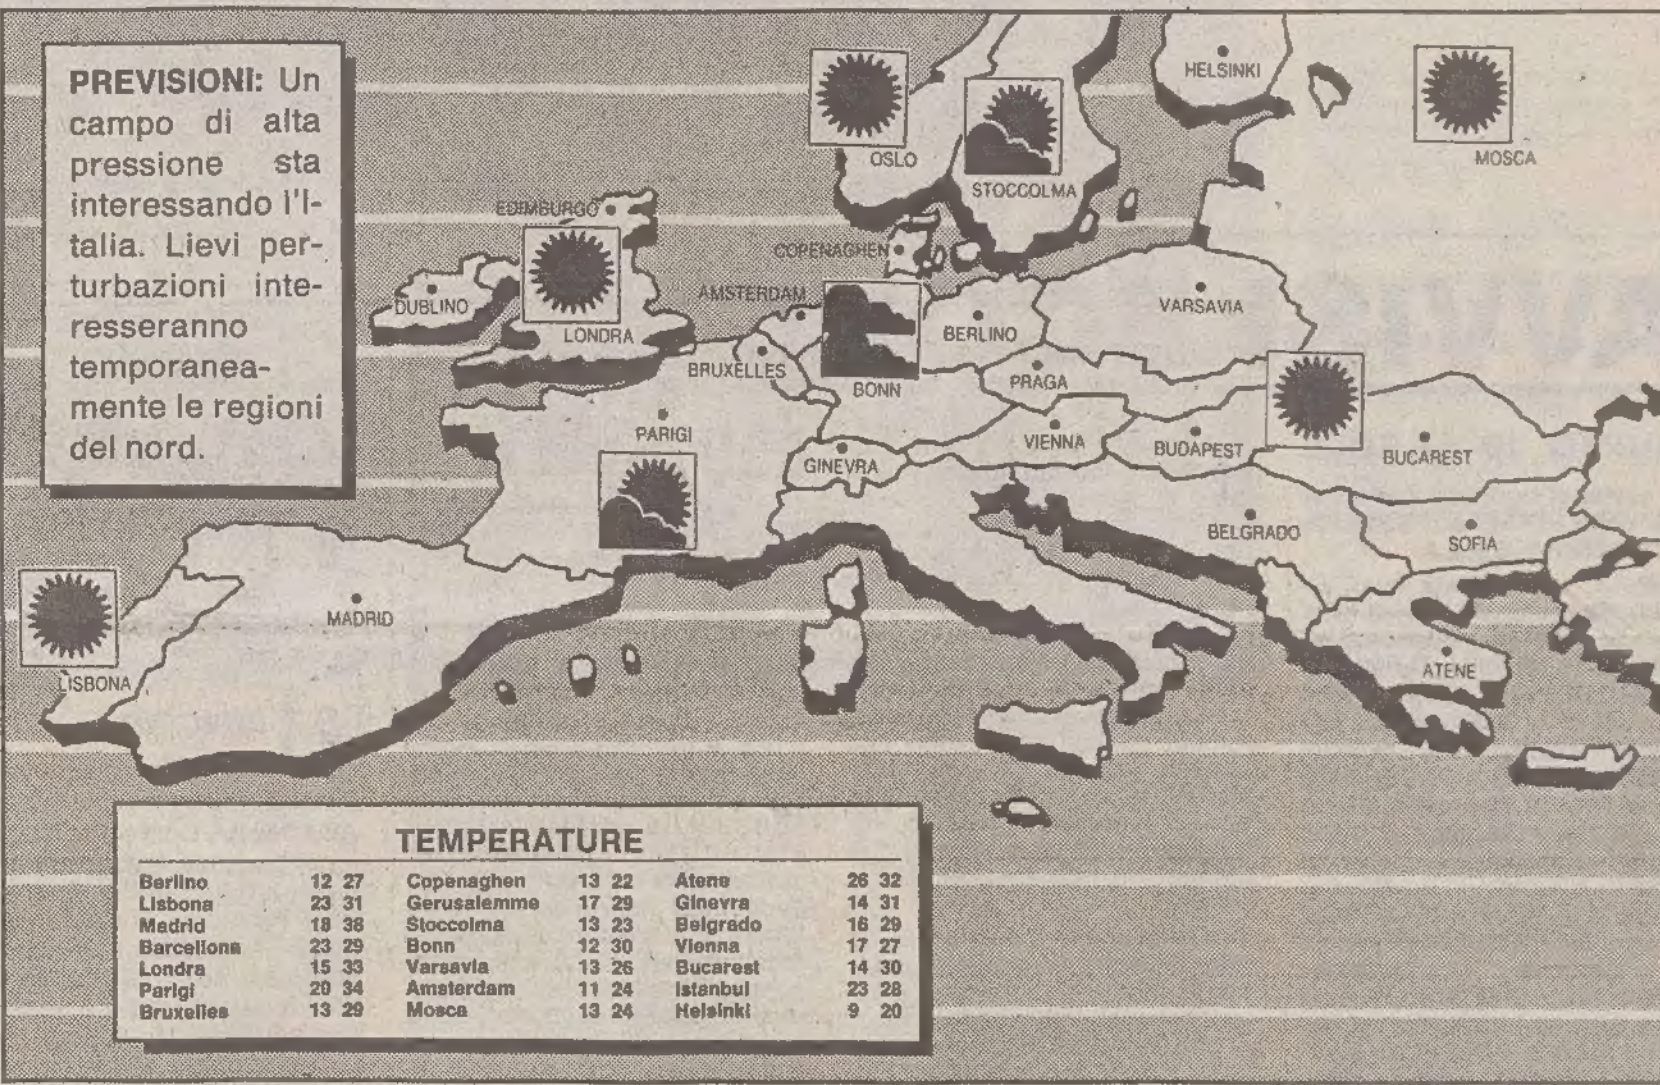 PREVISIONI: Un
campo di alta
pressione sta
interessando l'I-
talia. Lievi per-
turbazioni inte-
resseranno
temporanea-
mente le regioni
del nord.
HELSINKI
OSLO
MOSCA
STOCCOLMA
EDIMBURGO
COPENAGHEN
DUBLINO
AMSTERDAM
VARSAVIA
LONDRA
BERLINO
BRUXELLES
BONN
PRAGA
PARIGI
GINEVRA
VIENNA
BUDAPEST
BUCAREST
BELGRADO
SOFIA
MADRID
LISBONA
ATENE
TEMPERATURE
Berlino 12 27 Copenaghen 13 22 Atene 26 32
Lisbona 23 31 Gerusalemme 17 29 Ginevra 14 31
Madrid 18 38 Stoccolma 13 23 Belgrado 16 29
Barcellona 23 29 Bonn 12 30 Vienna 17 27
Londra 15 33 Varsavia 13 26 Bucarest 14 30
Parigi 20 34 Amsterdam 11 24 Istanbul 23 28
Bruxelles 13 29 Mosca 13 24 Helsinki 9 20